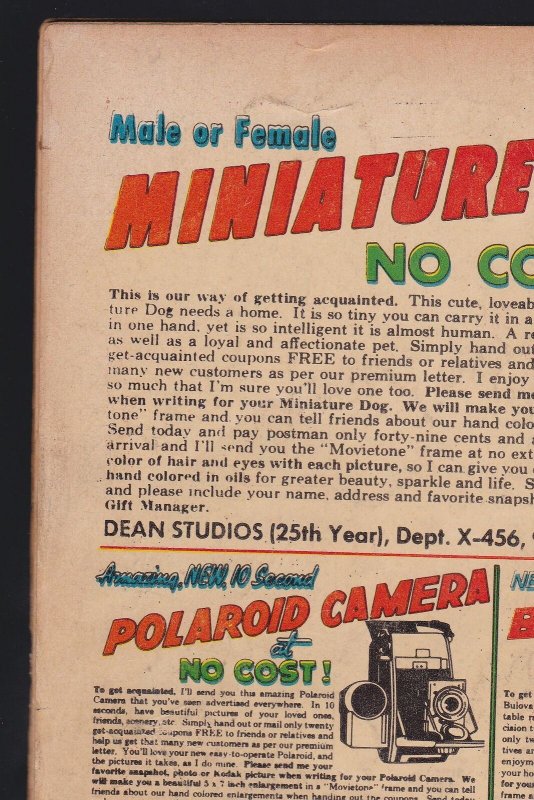 Male or Female
MINIATURE
NO CO
This is our way of getting acquainted. This cute, loveab
ture Dog needs a home. It is so tiny you can carry it in a
in one hand, yet is so intelligent it is almost human. A re
as well as a loyal and affectionate pet. Simply hand out
get-acquainted coupons FREE to friends or relatives and
many new customers as per our premium letter. I enjoy
so much that I'm sure you'll love one too. Please send me
when writing for your Miniature Dog. We will make you
tone" frame and you can tell friends about our hand colo
Send today and pay postman only forty-nine cents and a
arrival and I'll send you the "Movietone" frame at no ext
color of hair and eyes with each picture, so I can give you
hand colored in oils for greater beauty, sparkle and life. S
and please include your name, address and favorite snapsh
Gift Manager.
DEAN STUDIOS (25th Year), Dept. X-456,
Amazing, NEW, 10 Second
POLAROID CAMERA
at
NO COST!
To get acquainted, I'll send you this amazing Polaroid
Camera that you've seen advertised everywhere. In 10
seconds, have beautiful pictures of your loved ones,
friends, scenery, etc. Simply hand out or mail only twenty
get-acquainted coupons FREE to friends or relatives and
help us get that many new customers as per our premium
letter. You'll love your new easy-to-operate Polaroid, and
the pictures it takes, as I do mine. Please send me your
favorite snapshot, photo or Kodak picture when writing for your Polaroid Camera. We
will make you a beautiful 5 x 7 inch enlargement in a "Movietone" frame and you can tell
friends about our hand colored enlargements when handing out the coupons. Send
NE
B
To get
Bulova
table r
cision t
only tw
tives ar
enjoym
your ho
for you
frame a